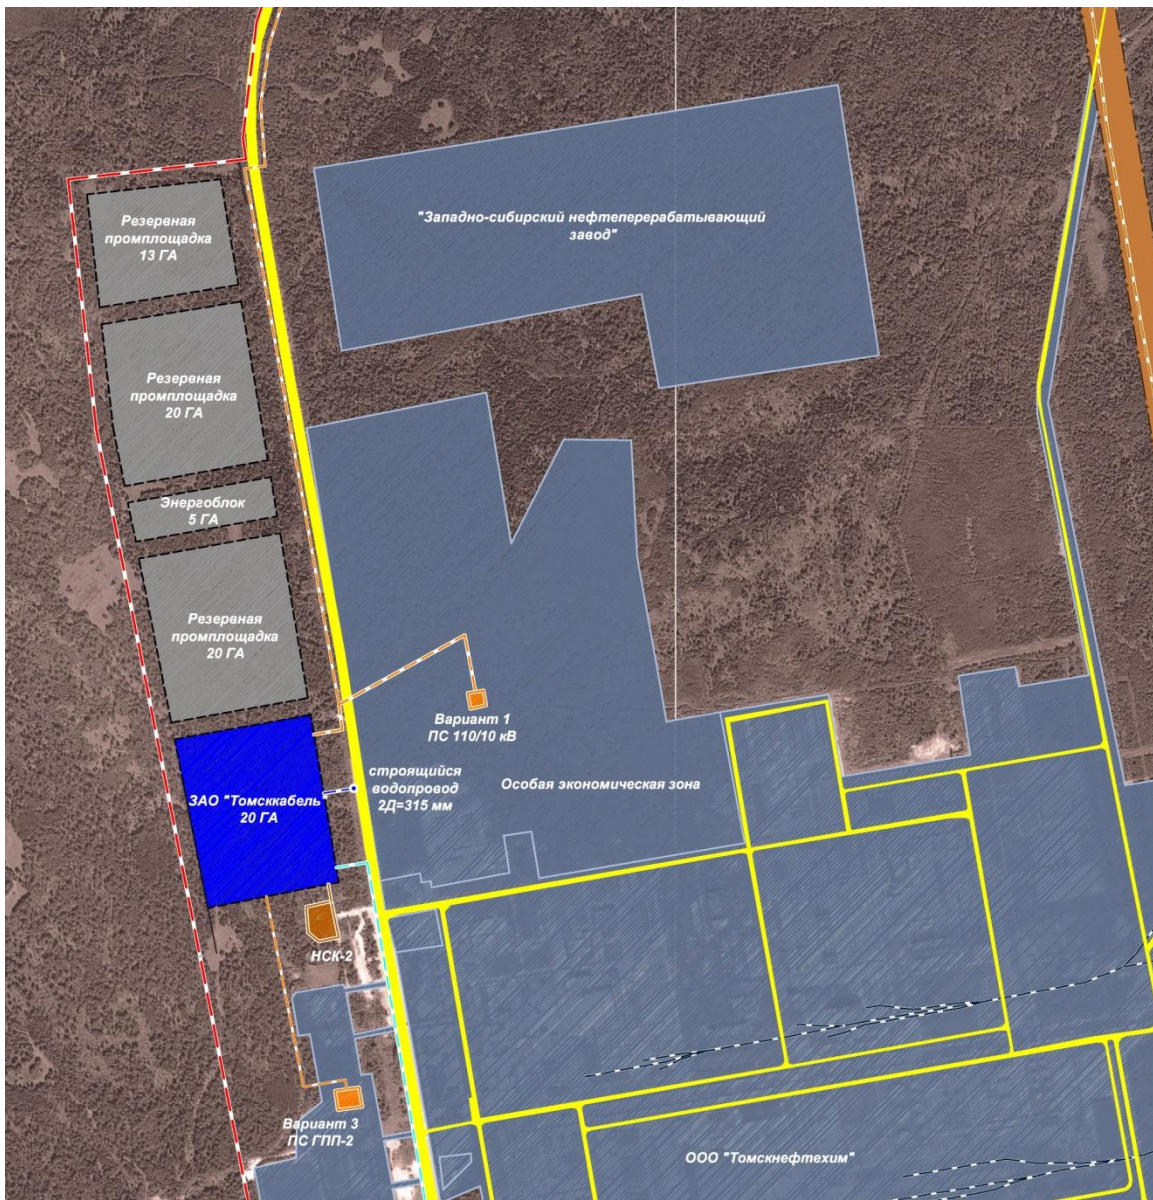 "Западно-сибирский нефтеперерабатывающий
завод"
Резервная
промплощадка
13 ГА
Резервная
промплощадка
20 ГА
Энергоблок
5 ГА
Резервная
промплощадка
20 ГА
Вариант 1
ПС 110/10 кВ
строящийся
водопровод
2Д=315 мм
Особая экономическая зона
ЗАО "Томсккабель"
20 ГА
НСК-2
Вариант 3
ПС ГПП-2
ООО "Томскнефтехим"